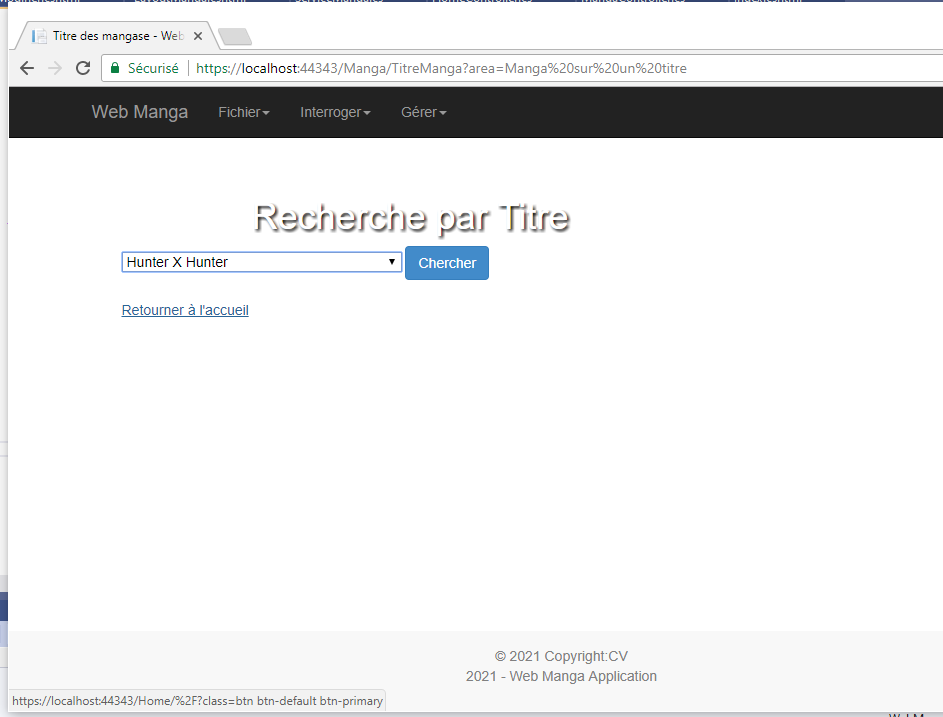 Titre des mangase - Web
Sécurisé https://localhost:44343/Manga/TitreManga?area=Manga%20sur%20un%20titre
Web Manga Fichier Interroger Gérer
Recherche par Titre
Hunter X Hunter Chercher
Retourner à l'accueil
© 2021 Copyright:CV
2021 - Web Manga Application
https://localhost:44343/Home/%2F?class=btn btn-default btn-primary